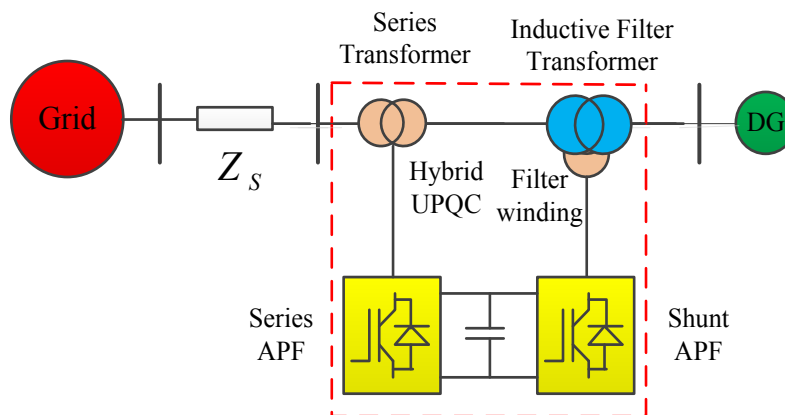 Series
Transformer
Inductive Filter
Transformer
Grid
DG
Z S
Hybrid
UPQC
Filter
winding
Series
APF
Shunt
APF